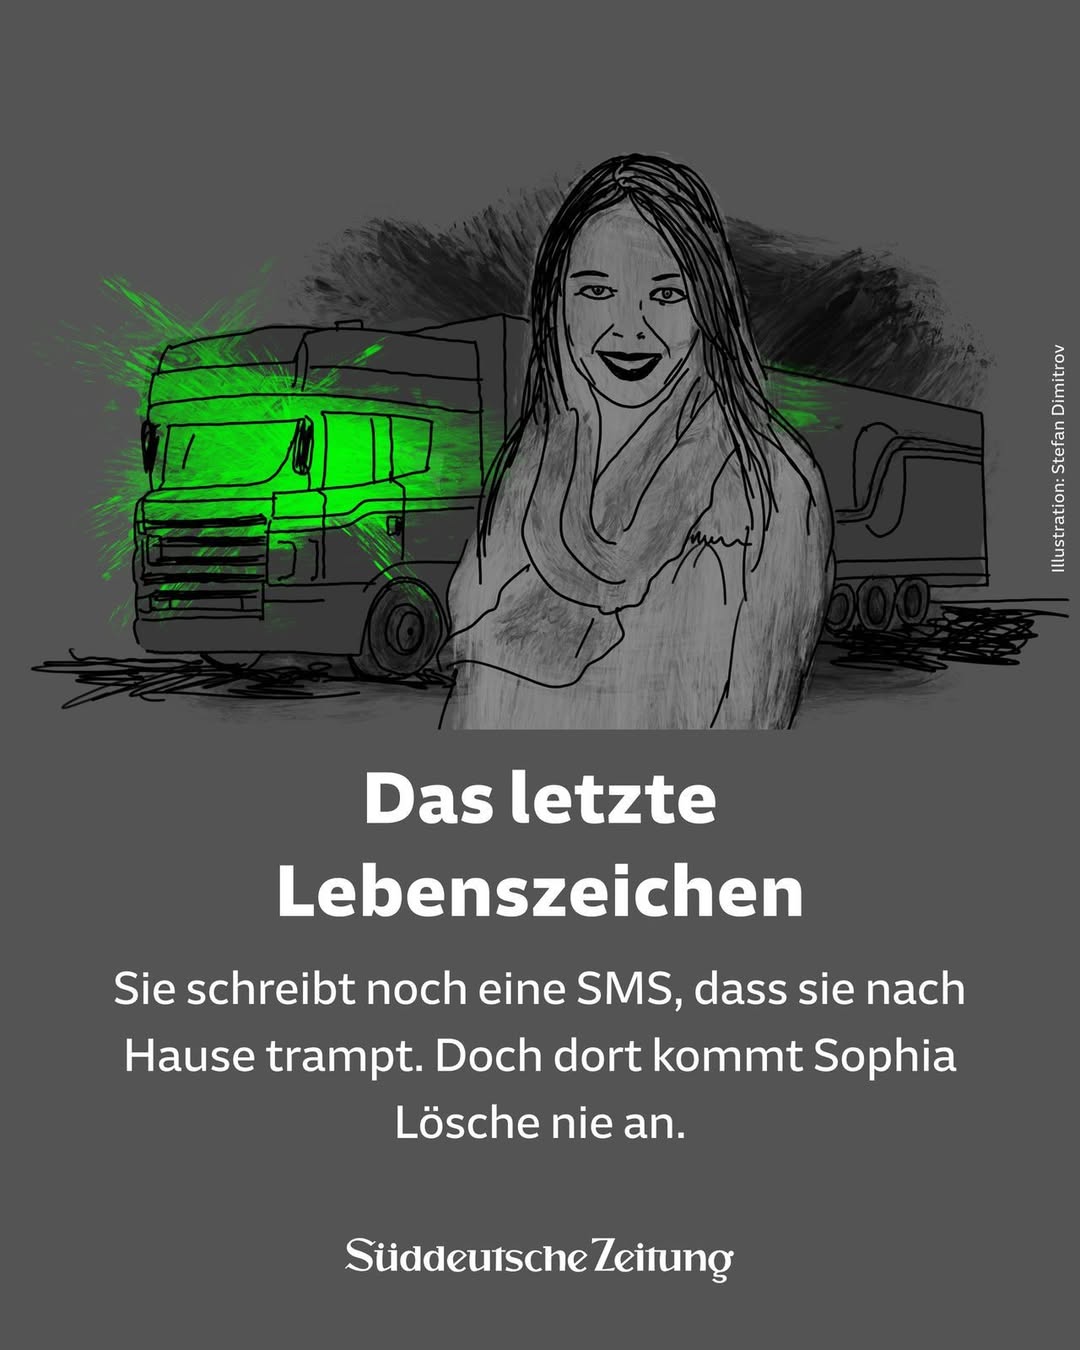 Illustration: Stefan Dimitrov
Das letzte
Lebenszeichen
Sie schreibt noch eine SMS, dass sie nach
Hause trampt. Doch dort kommt Sophia
Lösche nie an.
Süddeutsche Zeitung